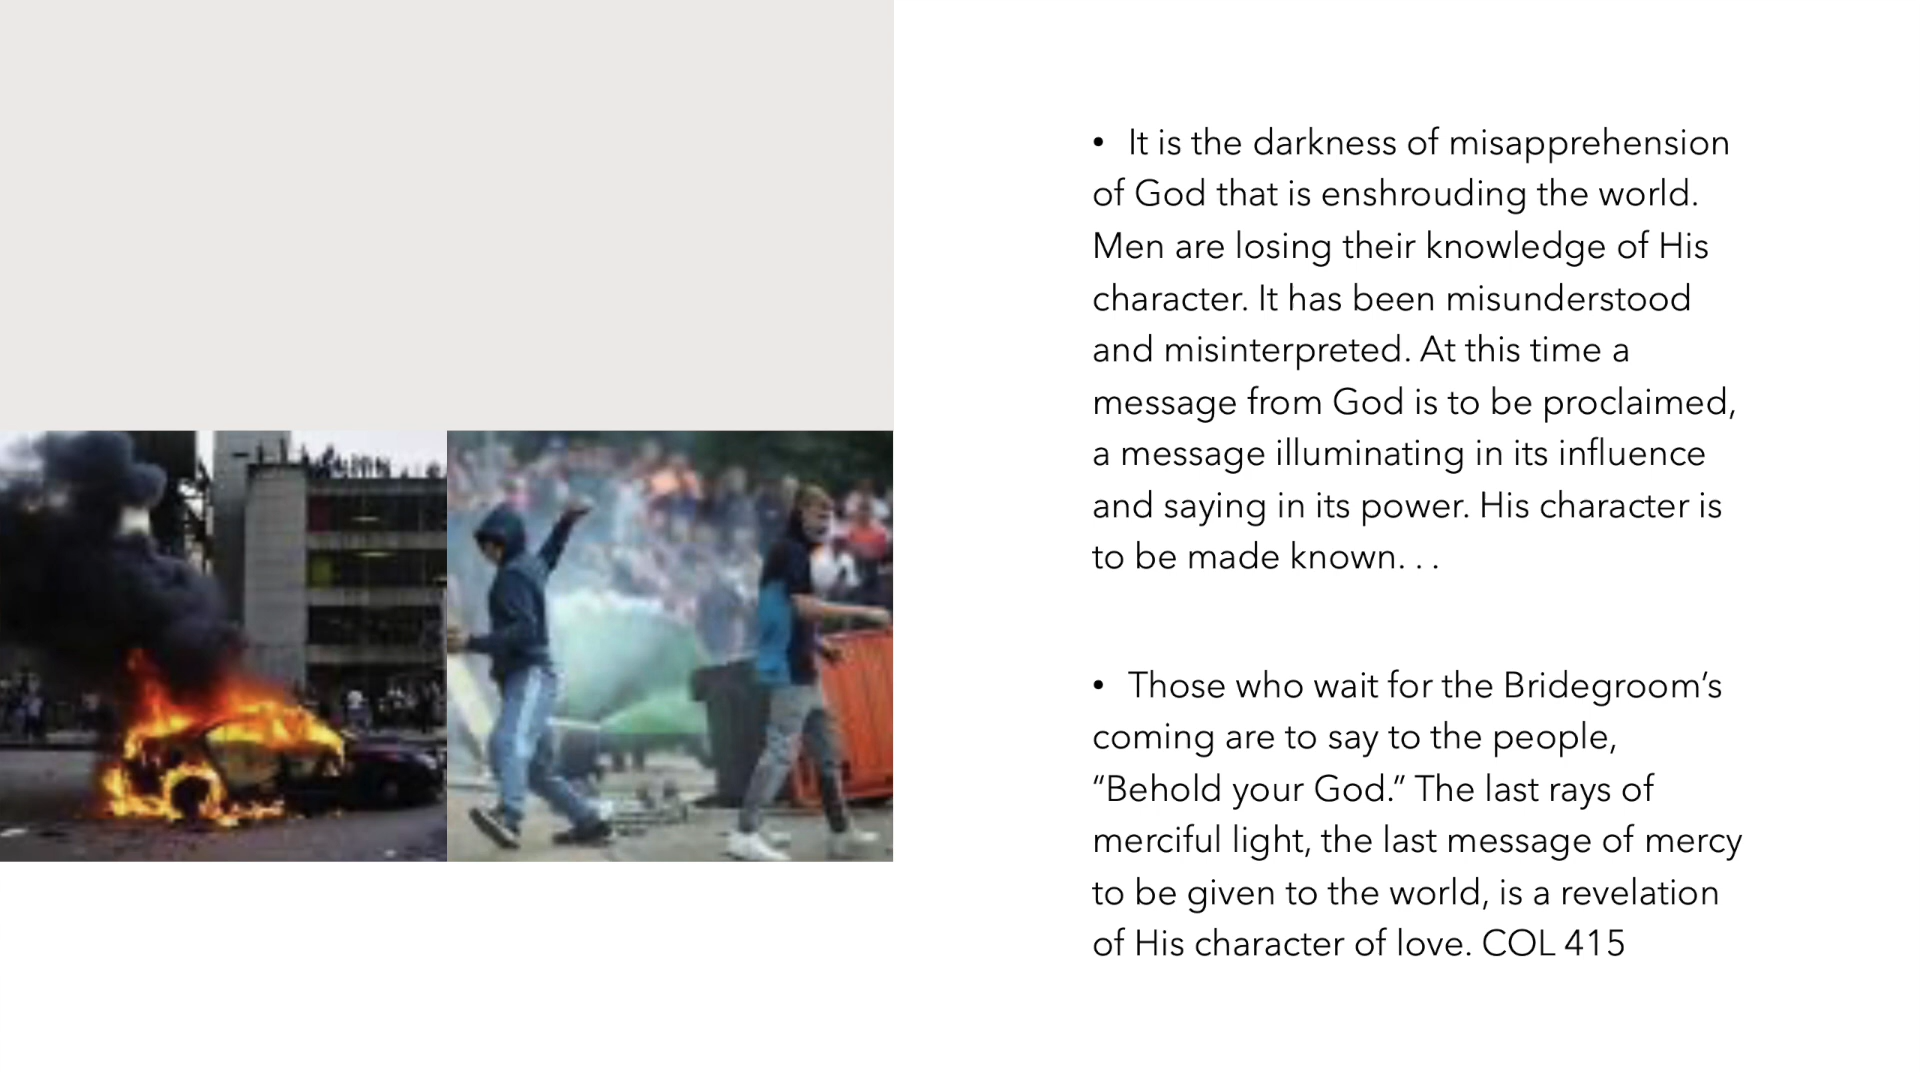 • It is the darkness of misapprehension
of God that is enshrouding the world.
Men are losing their knowledge of His
character. It has been misunderstood
and misinterpreted. At this time a
message from God is to be proclaimed,
a message illuminating in its influence
and saying in its power. His character is
to be made known. . .
• Those who wait for the Bridegroom’s
coming are to say to the people,
“Behold your God.” The last rays of
merciful light, the last message of mercy
to be given to the world, is a revelation
of His character of love. COL 415